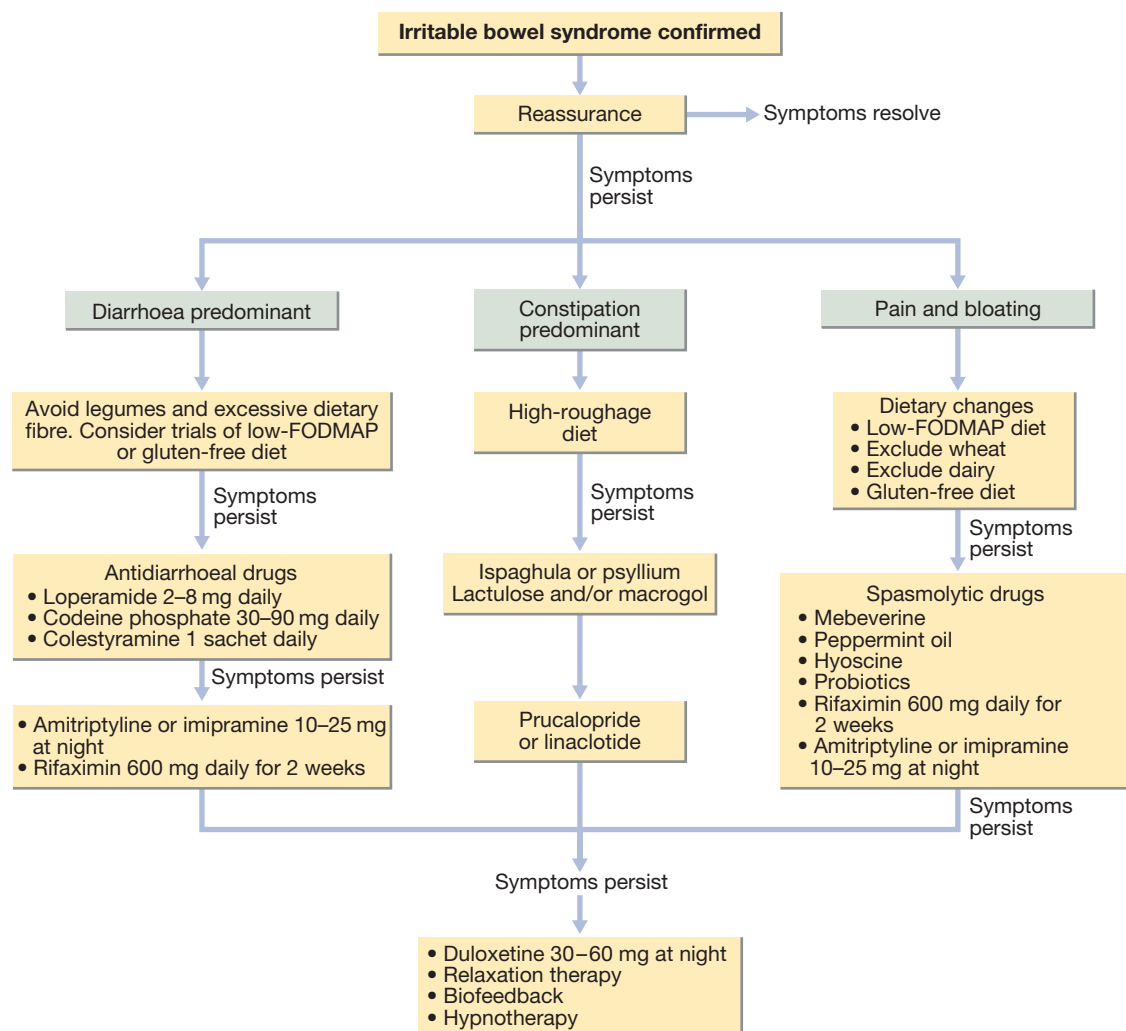 Irritable bowel syndrome confirmed
Reassurance
Symptoms resolve
Symptoms
persist
Diarrhoea predominant
Constipation
predominant
Pain and bloating
Avoid legumes and excessive dietary
fibre. Consider trials of low-FODMAP
or gluten-free diet
High-roughage
diet
Dietary changes
• Low-FODMAP diet
• Exclude wheat
• Exclude dairy
• Gluten-free diet
Symptoms
persist
Symptoms
persist
Symptoms
persist
Antidiarrhoeal drugs
• Loperamide 2–8 mg daily
• Codeine phosphate 30–90 mg daily
• Colestyramine 1 sachet daily
Ispaghula or psyllium
Lactulose and/or macrogol
Spasmolytic drugs
• Mebeverine
• Peppermint oil
• Hyoscine
• Probiotics
• Rifaximin 600 mg daily for
2 weeks
• Amitriptyline or imipramine
10–25 mg at night
Symptoms persist
• Amitriptyline or imipramine 10–25 mg
at night
• Rifaximin 600 mg daily for 2 weeks
Prucalopride
or linaclotide
Symptoms
persist
Symptoms persist
• Duloxetine 30–60 mg at night
• Relaxation therapy
• Biofeedback
• Hypnotherapy